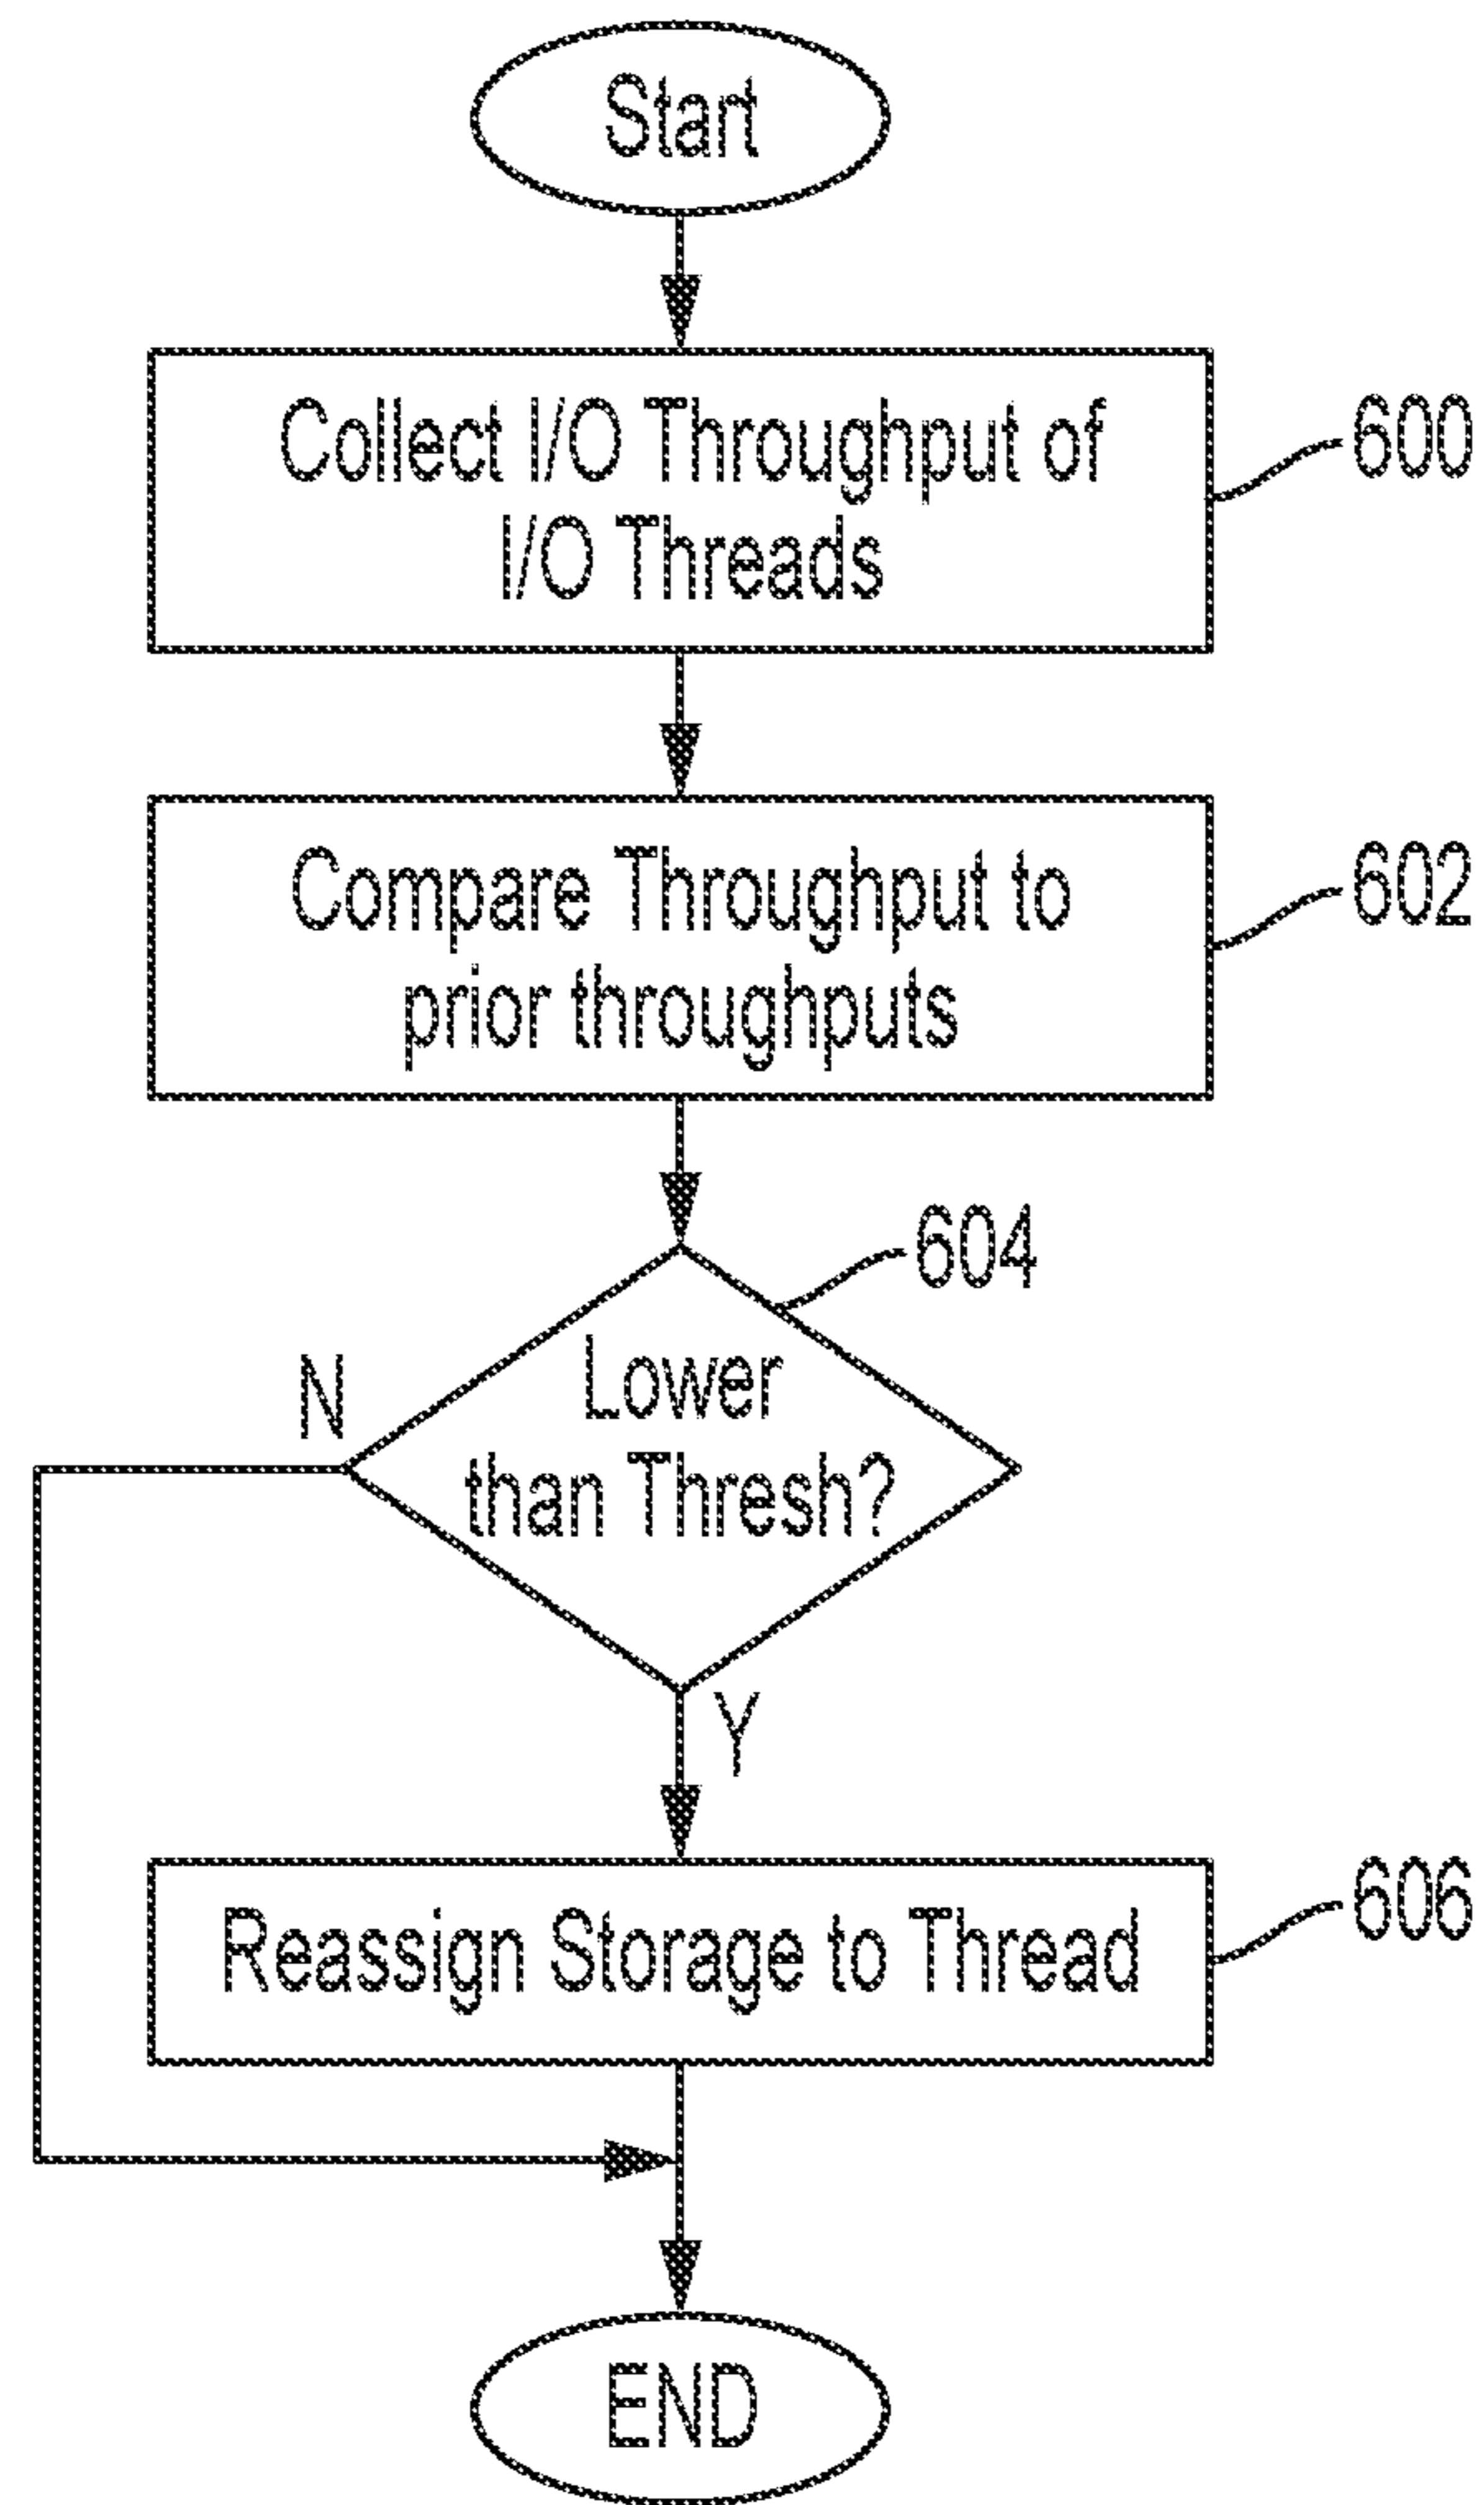 Start
Collect I/O Throughput of
I/O Threads
600
Compare Throughput to
prior throughputs
602
604
Lower
than Thresh?
N
Y
Reassign Storage to Thread
606
END